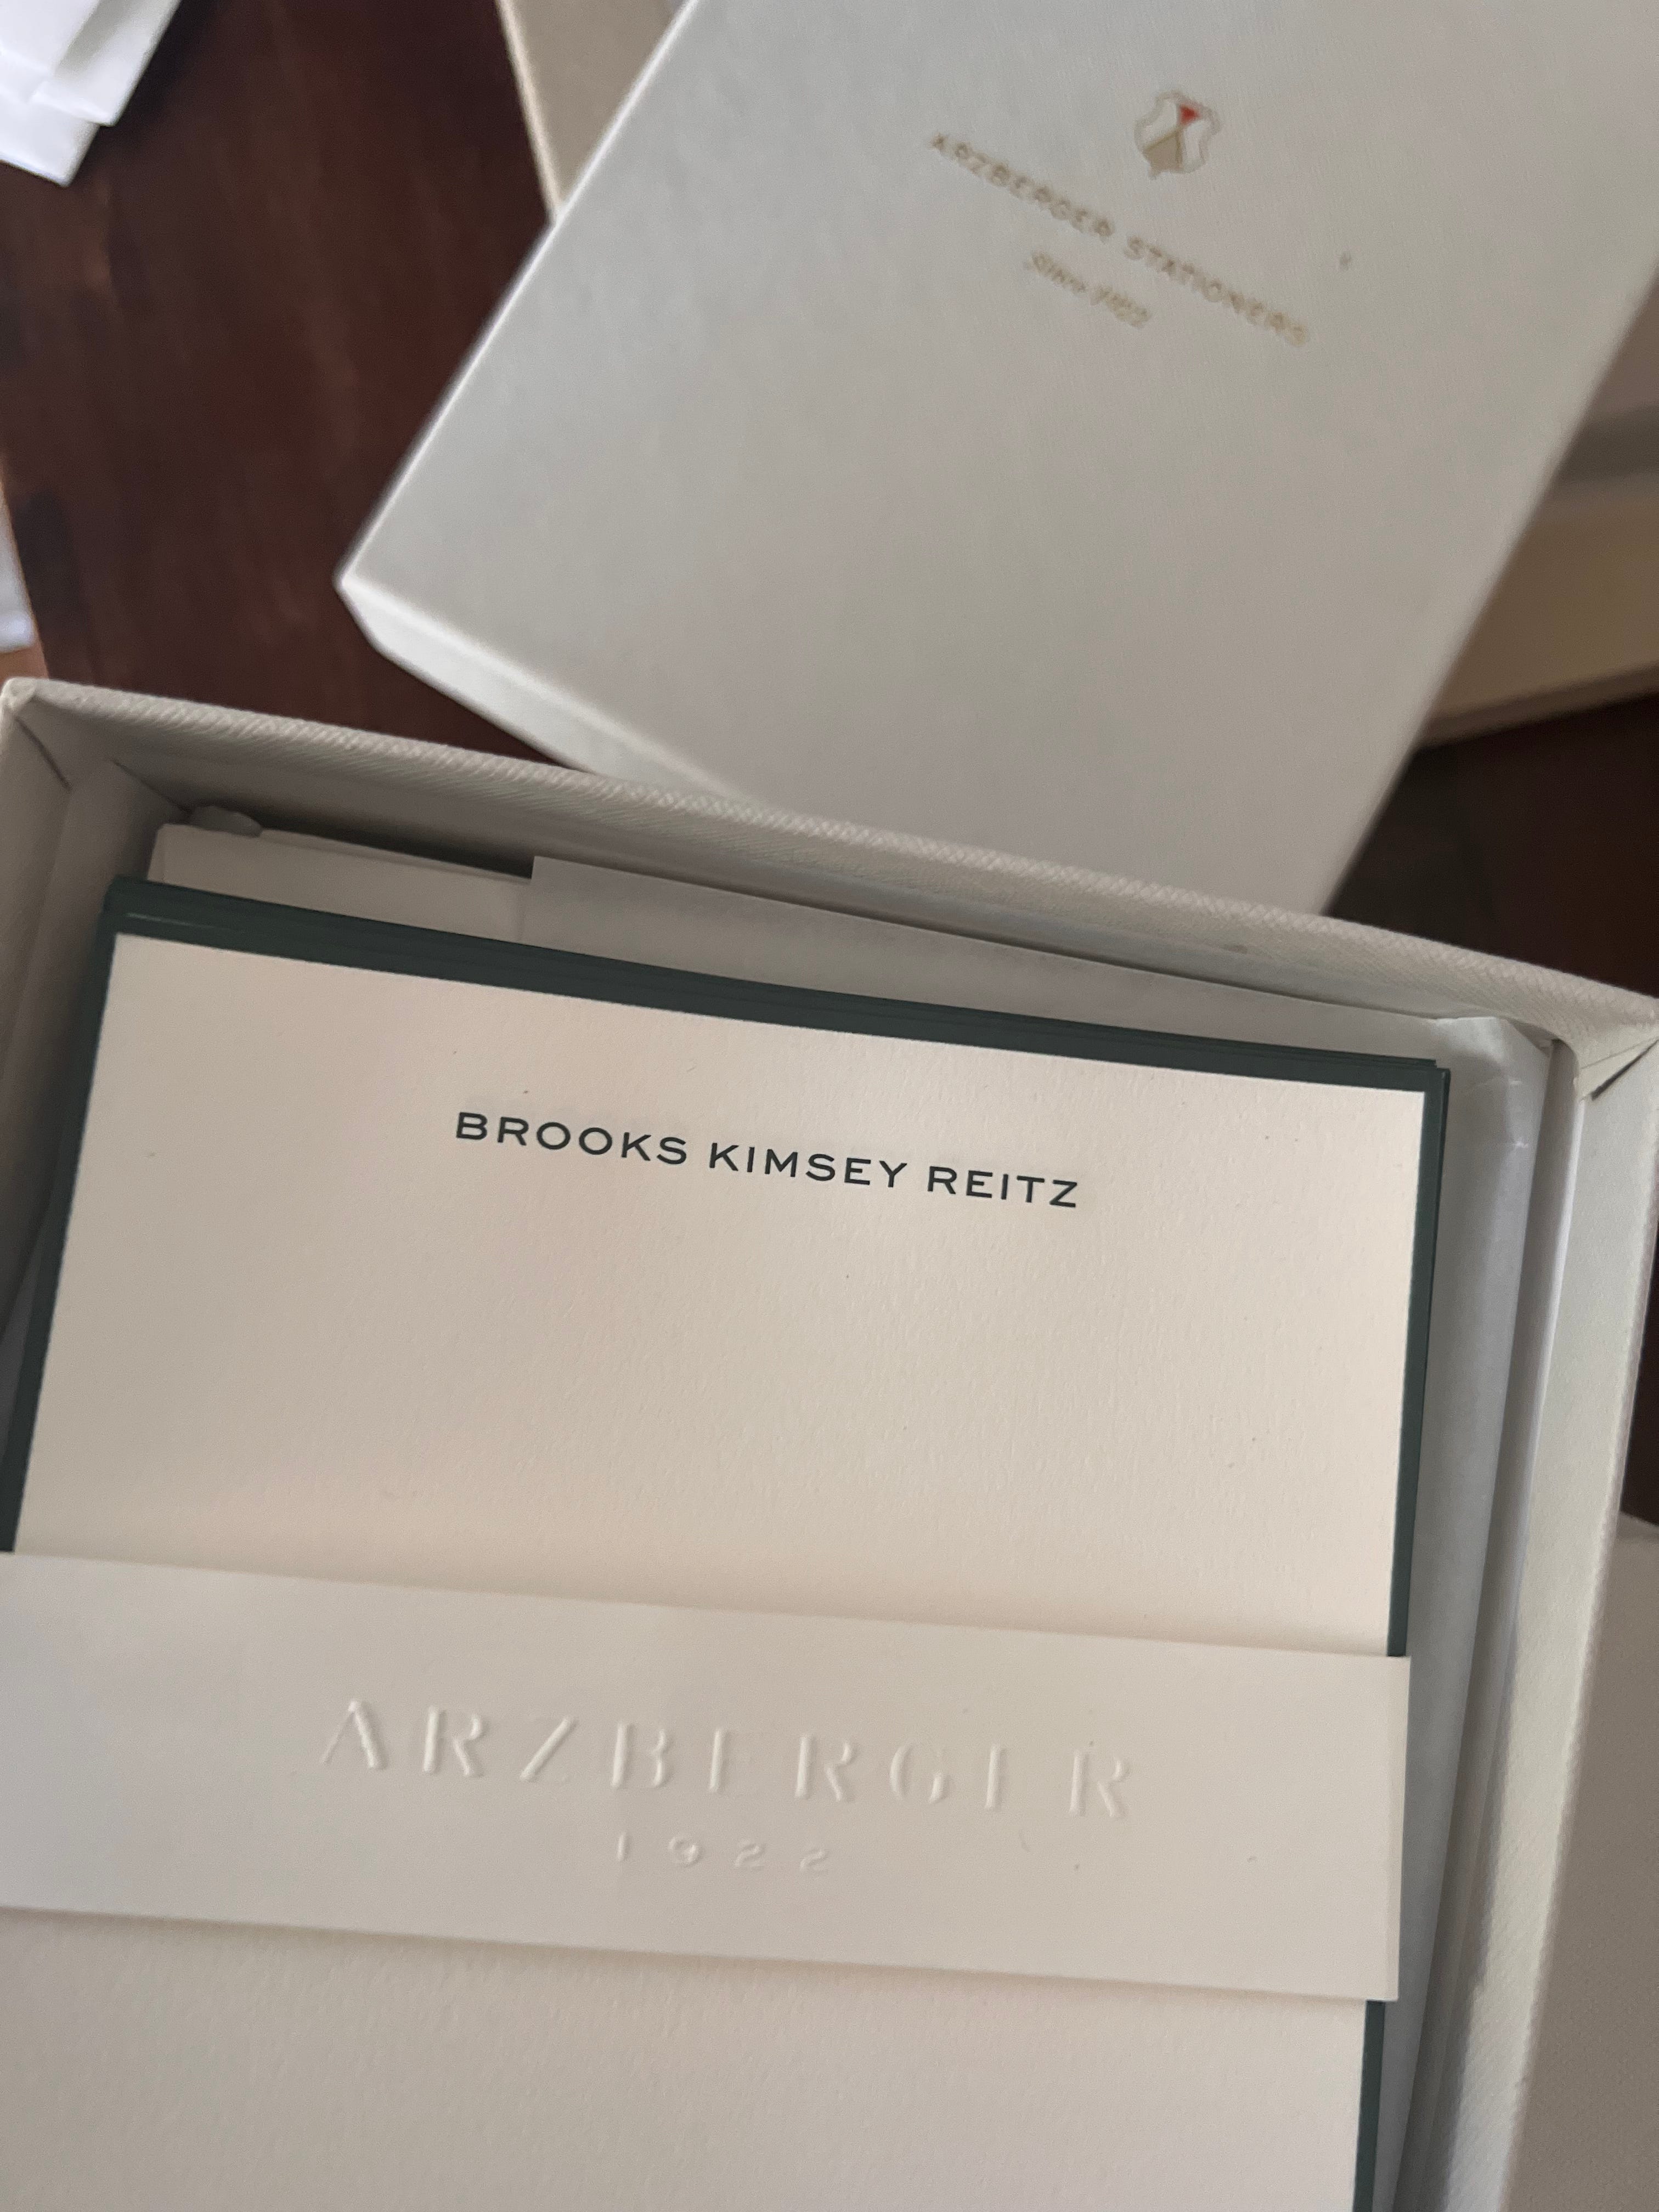 ARZBERGER STATIONERS
Since 1922
BROOKS KIMSEY REITZ
ARZBERGER
1922